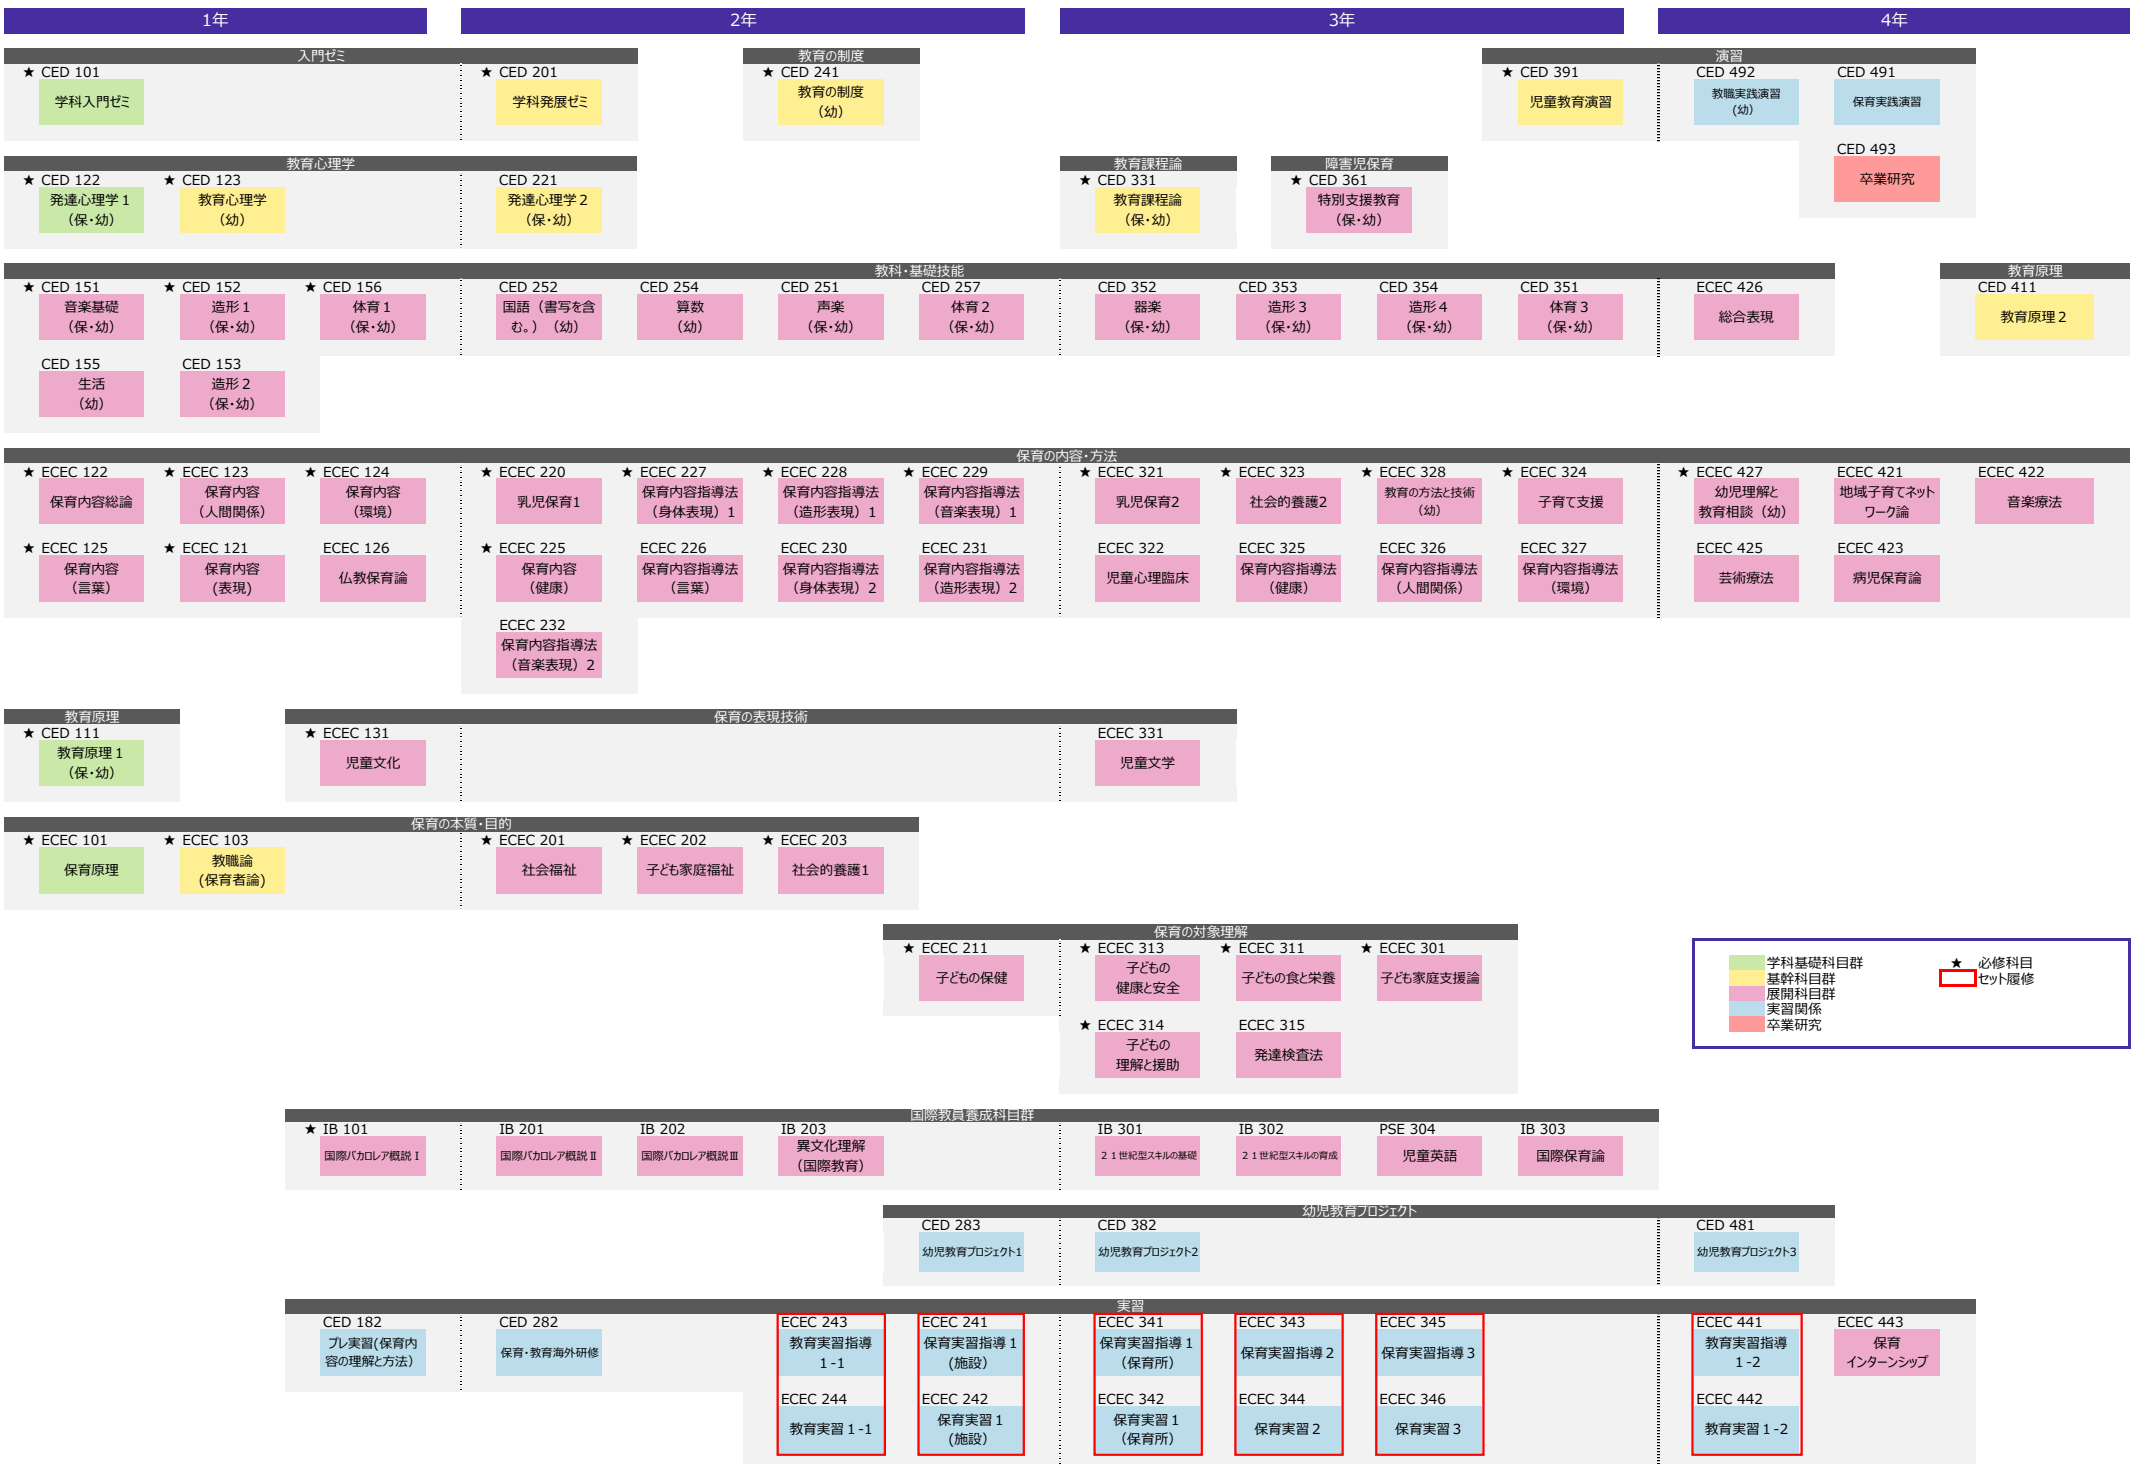 1年
2年
3年
4年
入門ゼミ
教育の制度
演習
★ CED 101
★ CED 201
★ CED 241
★ CED 391
CED 492
CED 491
学科入門ゼミ
学科発展ゼミ
教育の制度
（幼）
児童教育演習
教職実践演習
（幼）
保育実践演習
CED 493
卒業研究
教育心理学
教育課程論
障害児保育
★ CED 122
★ CED 123
CED 221
★ CED 331
★ CED 361
発達心理学１
（保・幼）
教育心理学
（幼）
発達心理学２
（保・幼）
教育課程論
（保・幼）
特別支援教育
（保・幼）
教科・基礎技能
教育原理
★ CED 151
★ CED 152
★ CED 156
CED 252
CED 254
CED 251
CED 257
CED 352
CED 353
CED 354
CED 351
ECEC 426
CED 411
音楽基礎
（保・幼）
造形１
（保・幼）
体育１
（保・幼）
国語（書写を含
む。）（幼）
算数
（幼）
声楽
（保・幼）
体育２
（保・幼）
器楽
（保・幼）
造形３
（保・幼）
造形４
（保・幼）
体育３
（保・幼）
総合表現
教育原理２
CED 155
CED 153
生活
（幼）
造形２
（保・幼）
保育の内容・方法
★ ECEC 122
★ ECEC 123
★ ECEC 124
★ ECEC 220
★ ECEC 227
★ ECEC 228
★ ECEC 229
★ ECEC 321
★ ECEC 323
★ ECEC 328
★ ECEC 324
★ ECEC 427
ECEC 421
ECEC 422
保育内容総論
保育内容
（人間関係）
保育内容
（環境）
乳児保育1
保育内容指導法
（身体表現）1
保育内容指導法
（造形表現）1
保育内容指導法
（音楽表現）1
乳児保育2
社会的養護2
教育の方法と技術
（幼）
子育て支援
幼児理解と
教育相談（幼）
地域子育てネット
ワーク論
音楽療法
★ ECEC 125
★ ECEC 121
ECEC 126
★ ECEC 225
ECEC 226
ECEC 230
ECEC 231
ECEC 322
ECEC 325
ECEC 326
ECEC 327
ECEC 425
ECEC 423
保育内容
（言葉）
保育内容
(表現)
仏教保育論
保育内容
（健康）
保育内容指導法
（言葉）
保育内容指導法
（身体表現）2
保育内容指導法
（造形表現）2
児童心理臨床
保育内容指導法
（健康）
保育内容指導法
（人間関係）
保育内容指導法
（環境）
芸術療法
病児保育論
ECEC 232
保育内容指導法
（音楽表現）2
教育原理
保育の表現技術
★ CED 111
★ ECEC 131
ECEC 331
教育原理１
（保・幼）
児童文化
児童文学
保育の本質・目的
★ ECEC 101
★ ECEC 103
★ ECEC 201
★ ECEC 202
★ ECEC 203
保育原理
教職論
(保育者論)
社会福祉
子ども家庭福祉
社会的養護1
保育の対象理解
★ ECEC 211
★ ECEC 313
★ ECEC 311
★ ECEC 301
子どもの保健
子どもの
健康と安全
子どもの食と栄養
子ども家庭支援論
★ ECEC 314
ECEC 315
子どもの
理解と援助
発達検査法
学科基礎科目群
基幹科目群
展開科目群
実習関係
卒業研究
★ 必修科目
セット履修
国際教員養成科目群
★ IB 101
IB 201
IB 202
IB 203
IB 301
IB 302
PSE 304
IB 303
国際バカロレア概説Ⅰ
国際バカロレア概説Ⅱ
国際バカロレア概説Ⅲ
異文化理解
（国際教育）
２１世紀型スキルの基礎
２１世紀型スキルの育成
児童英語
国際保育論
幼児教育プロジェクト
CED 283
CED 382
CED 481
幼児教育プロジェクト1
幼児教育プロジェクト2
幼児教育プロジェクト3
実習
CED 182
CED 282
ECEC 243
ECEC 241
ECEC 341
ECEC 343
ECEC 345
ECEC 441
ECEC 443
プレ実習(保育内
容の理解と方法）
保育・教育海外研修
教育実習指導
１-１
保育実習指導１
(施設）
保育実習指導１
（保育所）
保育実習指導２
保育実習指導３
教育実習指導
１-２
保育
インターンシップ
ECEC 244
ECEC 242
ECEC 342
ECEC 344
ECEC 346
ECEC 442
教育実習１-１
保育実習１
(施設）
保育実習１
（保育所）
保育実習２
保育実習３
教育実習１-２